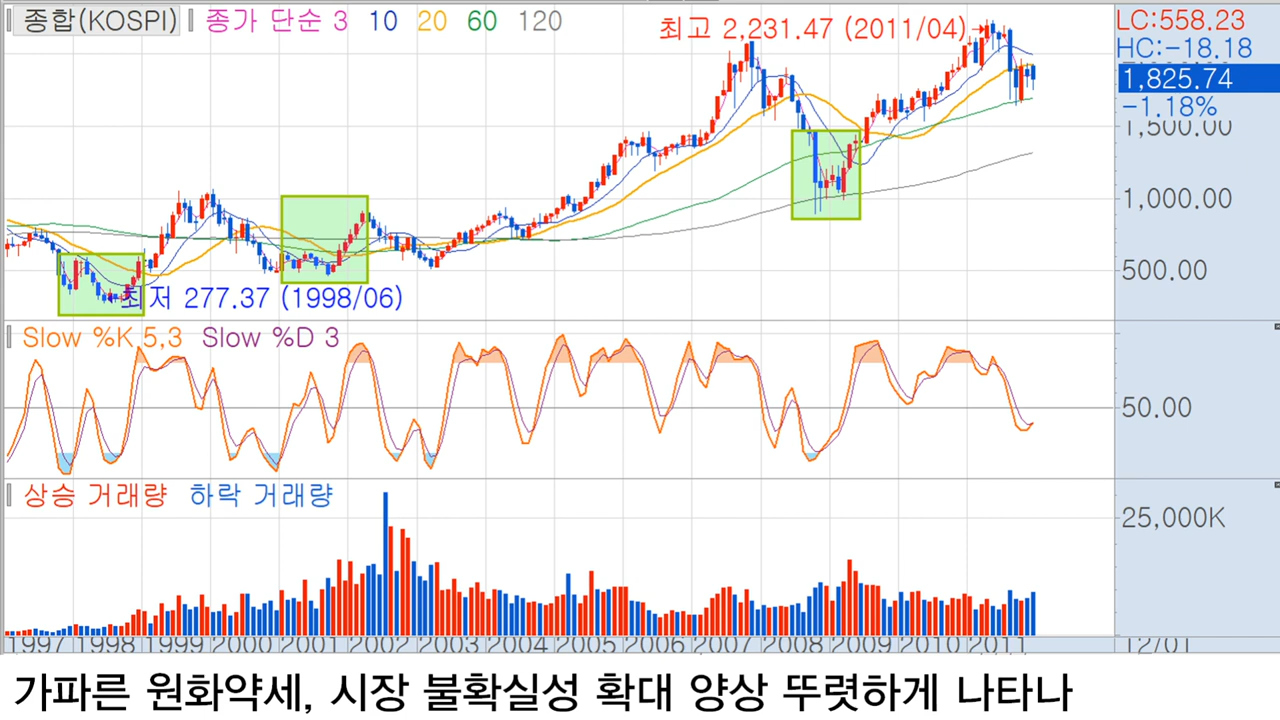 종합(KOSPI) 종가 단순 3 10 20 60 120
최고 2,231.47 (2011/04)
LC:558.23
HC:-18.18
1,825.74
-1.18%
1,500.00
1,000.00
500.00
최저 277.37 (1998/06)
Slow %K 5,3 Slow %D 3
50.00
상승 거래량 하락 거래량
25,000K
1997 1998 1999 2000 2001 2002 2003 2004 2005 2006 2007 2008 2009 2010 2011 12/01
가파른 원화약세, 시장 불확실성 확대 양상 뚜렷하게 나타나